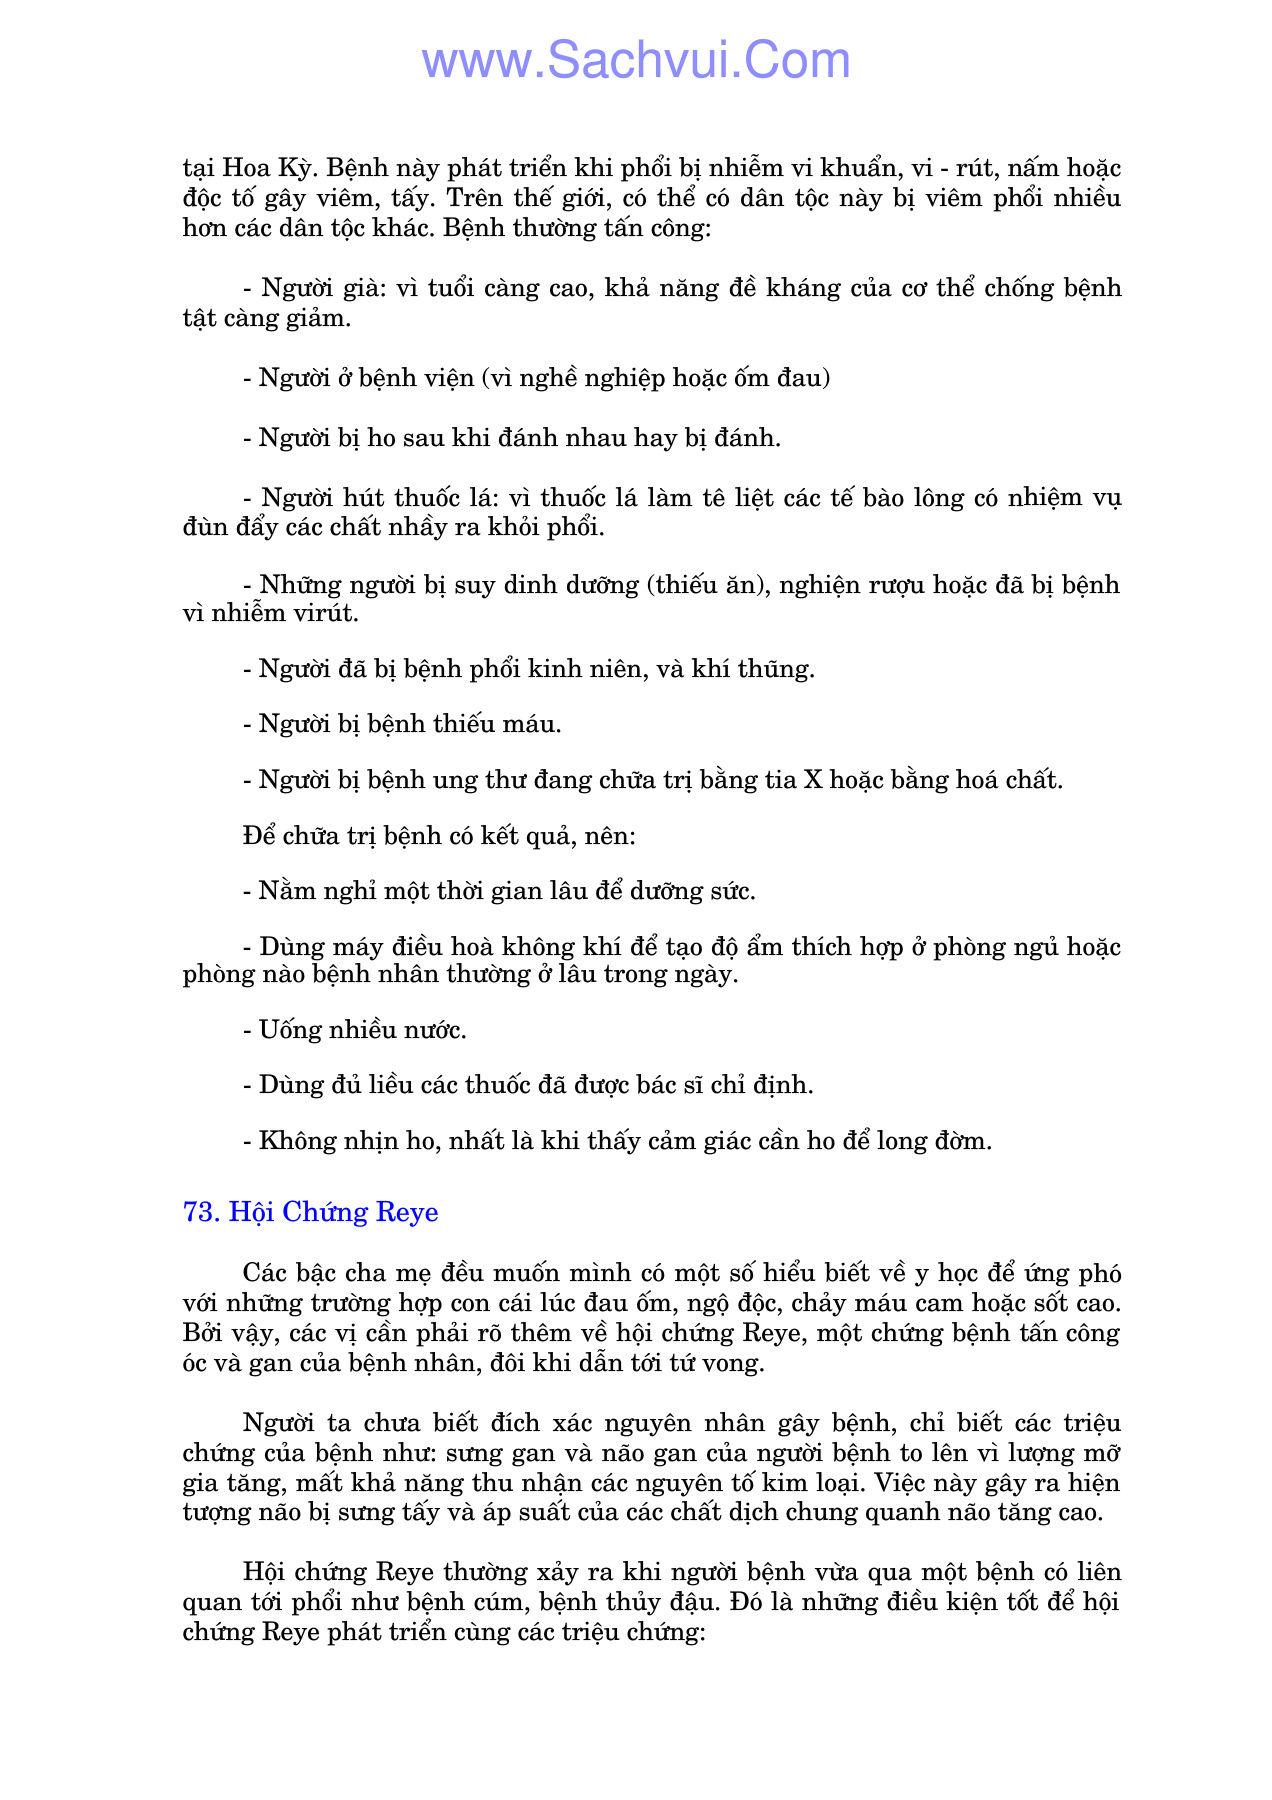 www.Sachvui.Com
tại Hoa Kỳ. Bệnh này phát triển khi phổi bị nhiễm vi khuẩn, vi - rút, nấm hoặc
độc tố gây viêm, tấy. Trên thế giới, có thể có dân tộc này bị viêm phổi nhiều
hơn các dân tộc khác. Bệnh thường tấn công:
- Người già: vì tuổi càng cao, khả năng đề kháng của cơ thể chống bệnh
tật càng giảm.
- Người ở bệnh viện (vì nghề nghiệp hoặc ốm đau)
- Người bị ho sau khi đánh nhau hay bị đánh.
- Người hút thuốc lá: vì thuốc lá làm tê liệt các tế bào lông có nhiệm vụ
đùn đẩy các chất nhầy ra khỏi phổi.
- Những người bị suy dinh dưỡng (thiếu ăn), nghiện rượu hoặc đã bị bệnh
vì nhiễm virút.
- Người đã bị bệnh phổi kinh niên, và khí thũng.
- Người bị bệnh thiếu máu.
- Người bị bệnh ung thư đang chữa trị bằng tia X hoặc bằng hoá chất.
Để chữa trị bệnh có kết quả, nên:
- Nằm nghỉ một thời gian lâu để dưỡng sức.
- Dùng máy điều hoà không khí để tạo độ ẩm thích hợp ở phòng ngủ hoặc
phòng nào bệnh nhân thường ở lâu trong ngày.
- Uống nhiều nước.
- Dùng đủ liều các thuốc đã được bác sĩ chỉ định.
- Không nhịn ho, nhất là khi thấy cảm giác cần ho để long đờm.
73. Hội Chứng Reye
Các bậc cha mẹ đều muốn mình có một số hiểu biết về y học để ứng phó
với những trường hợp con cái lúc đau ốm, ngộ độc, chảy máu cam hoặc sốt cao.
Bởi vậy, các vị cần phải rõ thêm về hội chứng Reye, một chứng bệnh tấn công
óc và gan của bệnh nhân, đôi khi dẫn tới tứ vong.
Người ta chưa biết đích xác nguyên nhân gây bệnh, chỉ biết các triệu
chứng của bệnh như: sưng gan và não gan của người bệnh to lên vì lượng mỡ
gia tăng, mất khả năng thu nhận các nguyên tố kim loại. Việc này gây ra hiện
tượng não bị sưng tấy và áp suất của các chất dịch chung quanh não tăng cao.
Hội chứng Reye thường xảy ra khi người bệnh vừa qua một bệnh có liên
quan tới phổi như bệnh cúm, bệnh thủy đậu. Đó là những điều kiện tốt để hội
chứng Reye phát triển cùng các triệu chứng: